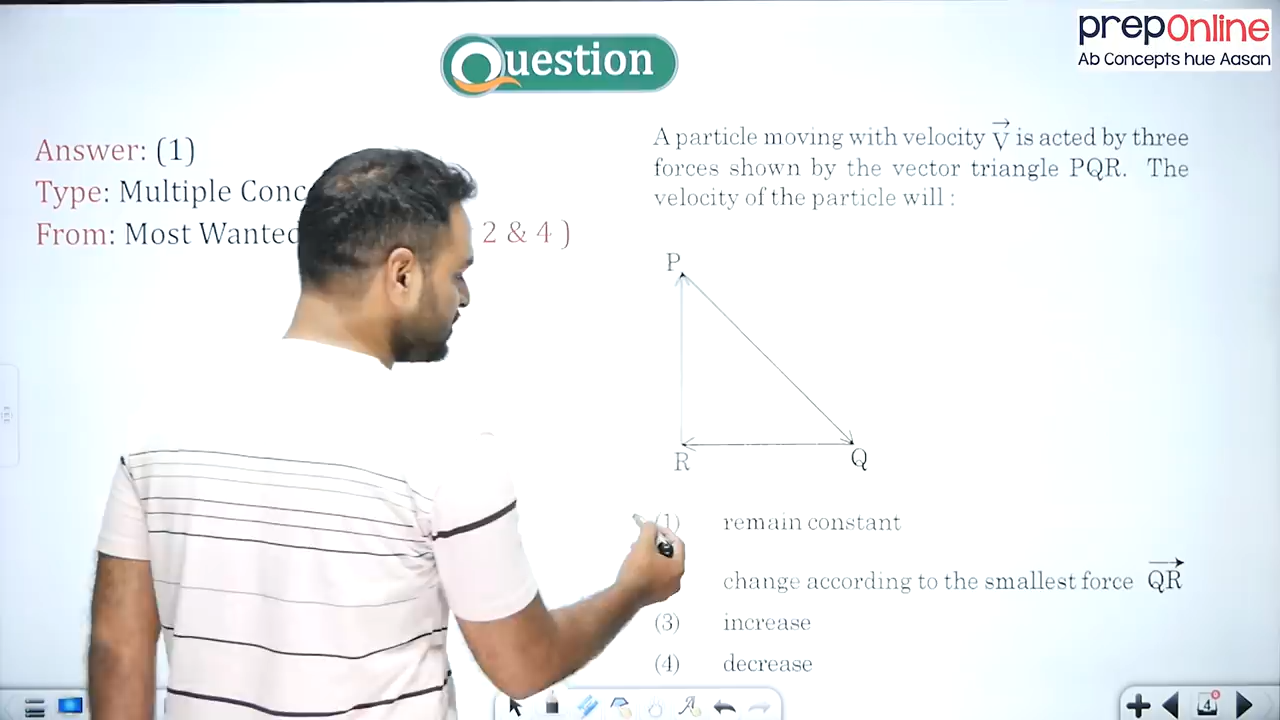 prepOnline
Ab Concepts hue Aasan
Question
Answer: (1)
Type: Multiple
From: Most Wanted 2 & 4 )
A particle moving with velocity V⃗ is acted by three
forces shown by the vector triangle PQR. The
velocity of the particle will :
P
R
Q
(1) remain constant
change according to the smallest force Q⃗R⃗
(3) increase
(4) decrease
4